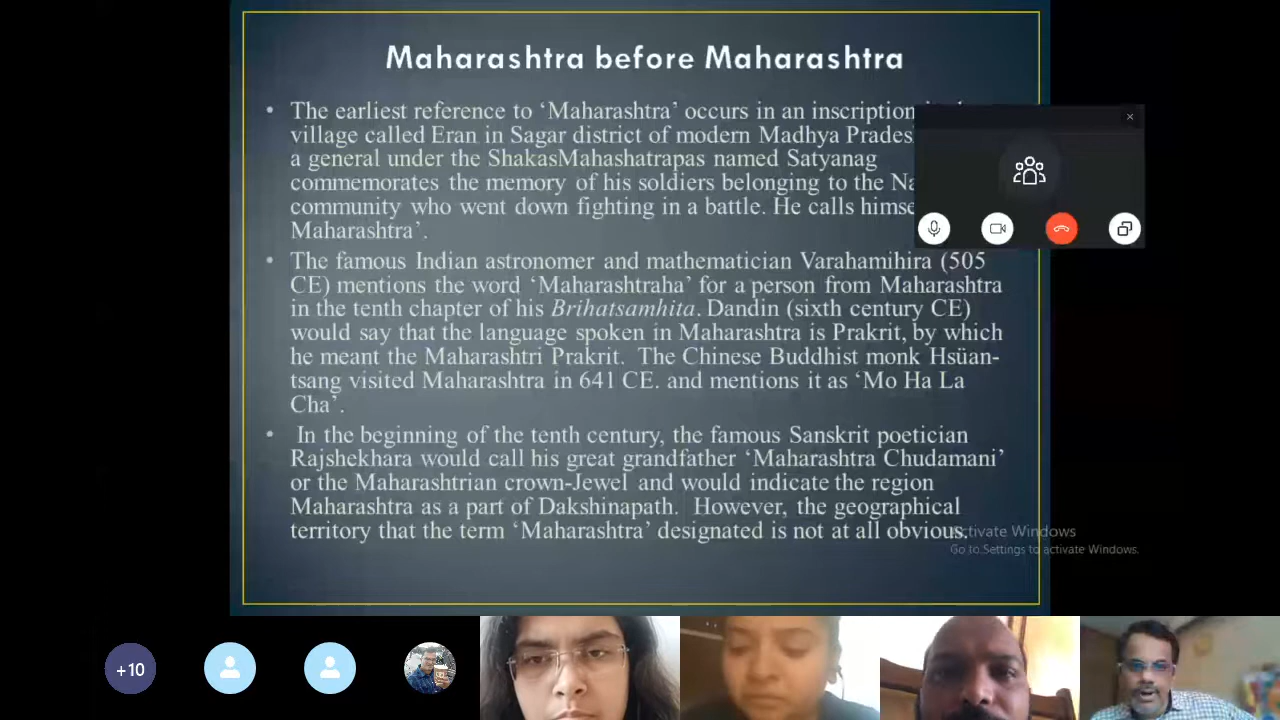 Maharashtra before Maharashtra
• The earliest reference to ‘Maharashtra’ occurs in an inscription
village called Eran in Sagar district of modern Madhya
a general under the ShakasMahashatrapas named Satyanag
commemorates the memory of his soldiers belonging to the
community who went down fighting in a battle. He calls
Maharashtra’.
• The famous Indian astronomer and mathematician Varahamihira (505
CE) mentions the word ‘Maharashtraha’ for a person from Maharashtra
in the tenth chapter of his Brihatsamhita. Dandin (sixth century CE)
would say that the language spoken in Maharashtra is Prakrit, by which
he meant the Maharashtri Prakrit. The Chinese Buddhist monk Hsüan-
tsang visited Maharashtra in 641 CE. and mentions it as ‘Mo Ha La
Cha’.
• In the beginning of the tenth century, the famous Sanskrit poetician
Rajshekhara would call his great grandfather ‘Maharashtra Chudamani’
or the Maharashtrian crown-Jewel and would indicate the region
Maharashtra as a part of Dakshinapath. However, the geographical
territory that the term ‘Maharashtra’ designated is not at all obvious.
Activate Windows
Go to Settings to activate Windows.
+10